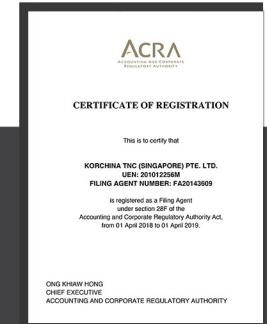 ACRA
ACCOUNTING AND CORPORATE
REGULATORY AUTHORITY
CERTIFICATE OF REGISTRATION
This is to certify that
KORCHINA TNC (SINGAPORE) PTE. LTD.
UEN: 201012256M
FILING AGENT NUMBER: FA20143609
is registered as a Filing Agent
under section 28F of the
Accounting and Corporate Regulatory Authority Act,
from 01 April 2018 to 01 April 2019.
ONG KHIAW HONG
CHIEF EXECUTIVE
ACCOUNTING AND CORPORATE REGULATORY AUTHORITY